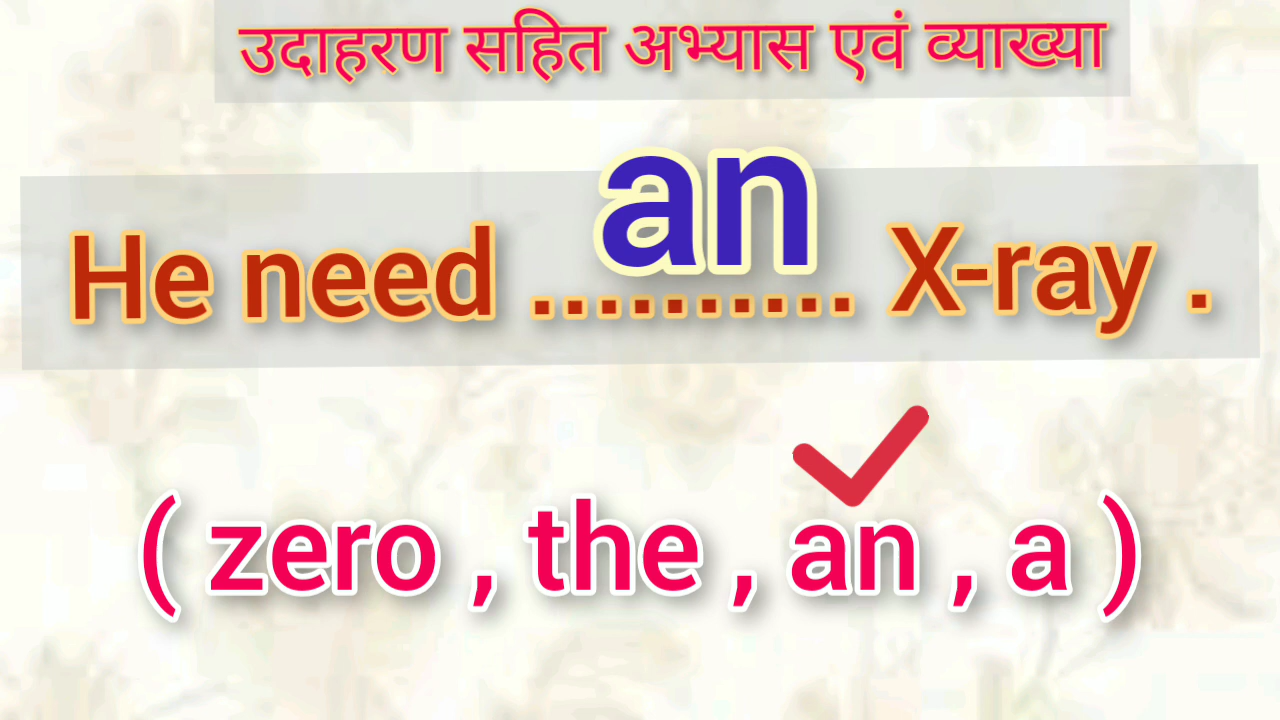 उदाहरण सहित अभ्यास एवं व्याख्या
an
He need .......... X-ray .
( zero , the , an , a )